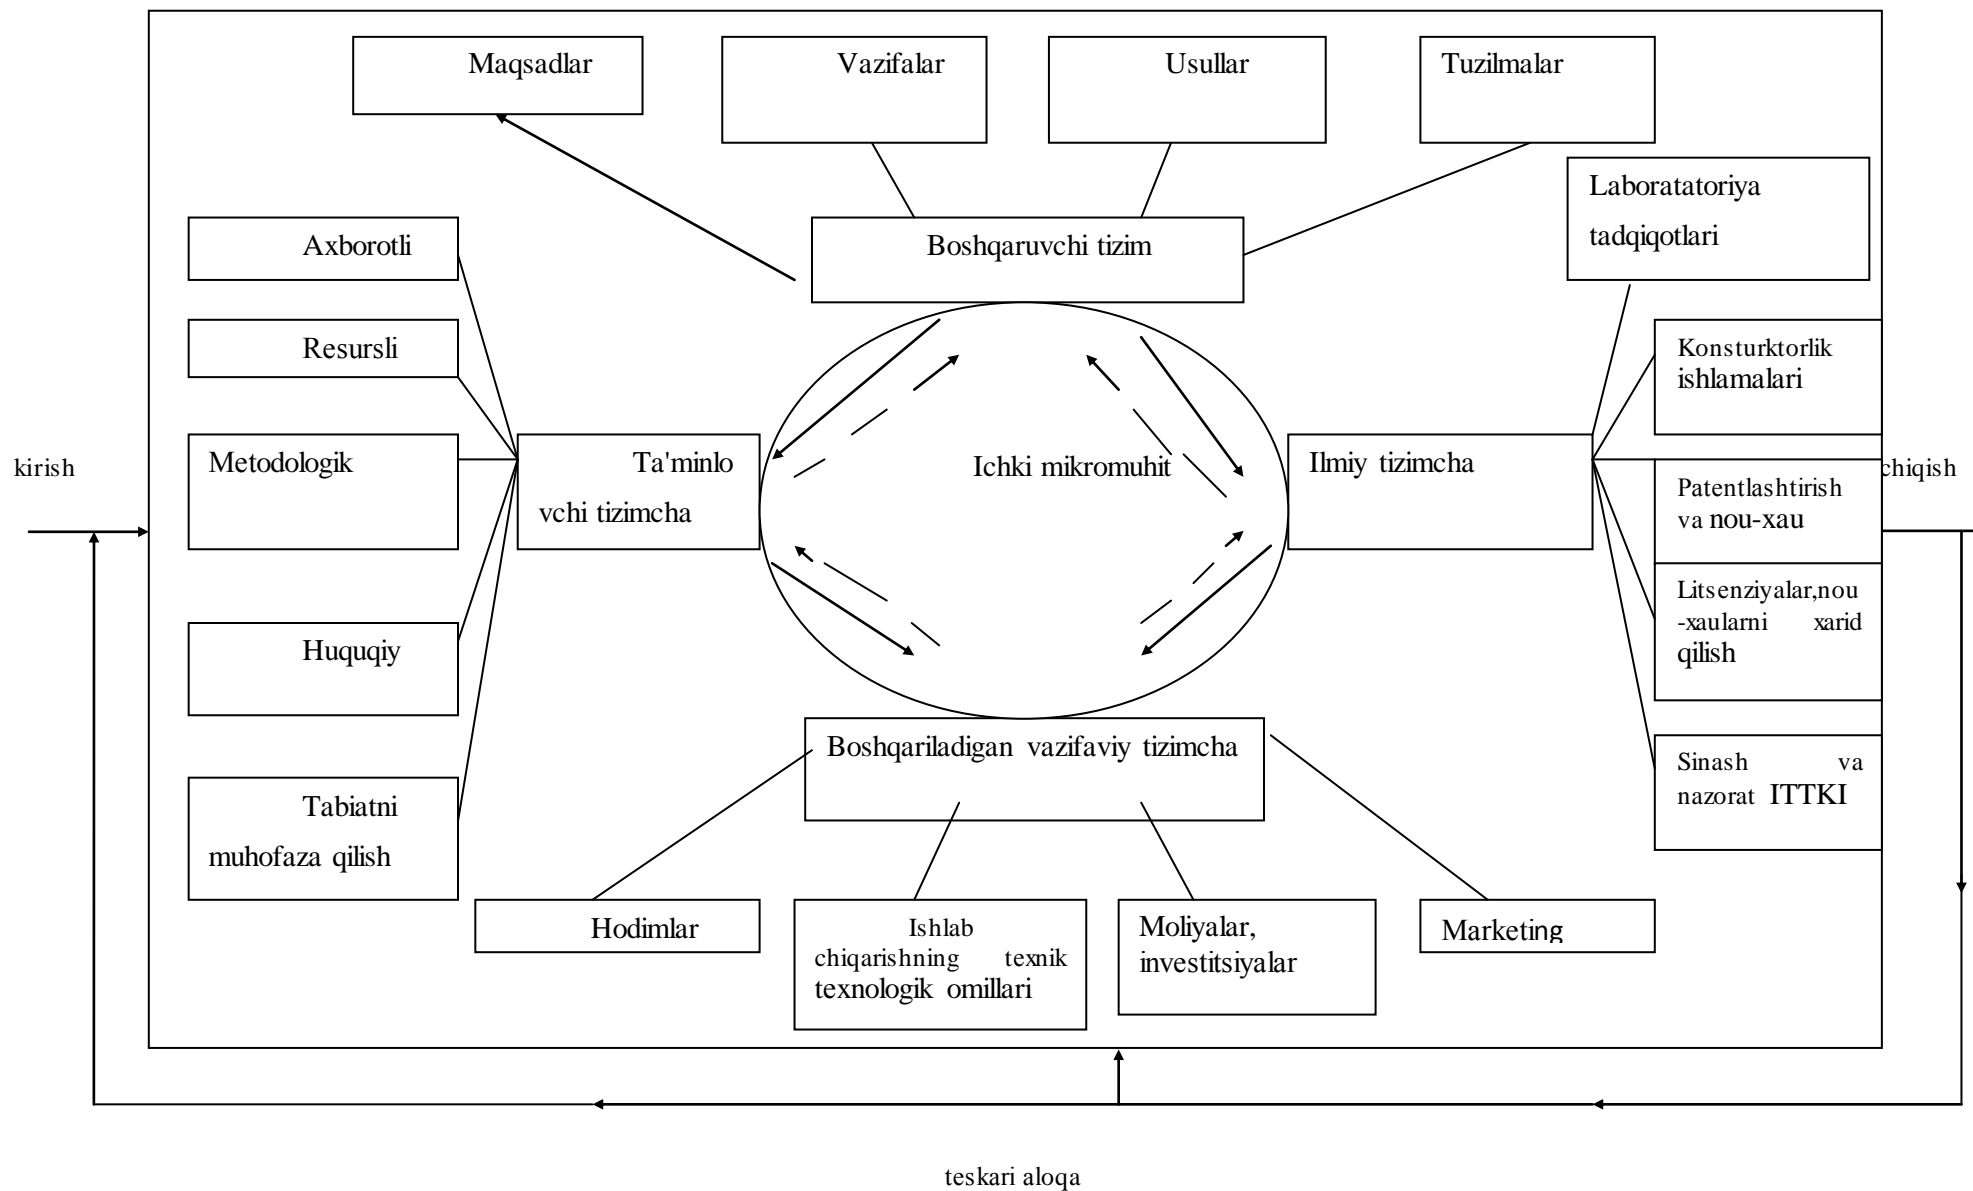 Maqsadlar
Vazifalar
Usullar
Tuzilmalar
Laboratatoriya
tadqiqotlari
Axborotli
Boshqaruvchi tizim
Resursli
Konsturktorlik
ishlamalari
kirish
Metodologik
Ta'minlo
vchi tizimcha
Ichki mikromuhit
Ilmiy tizimcha
Patentlashtirish
va nou-xau
chiqish
Litsenziyalar,nou
-xaularni xarid
qilish
Huquqiy
Boshqariladigan vazifaviy tizimcha
Sinash va
nazorat ITTKI
Tabiatni
muhofaza qilish
Hodimlar
Ishlab
chiqarishning texnik
texnologik omillari
Moliyalar,
investitsiyalar
Marketing
teskari aloqa